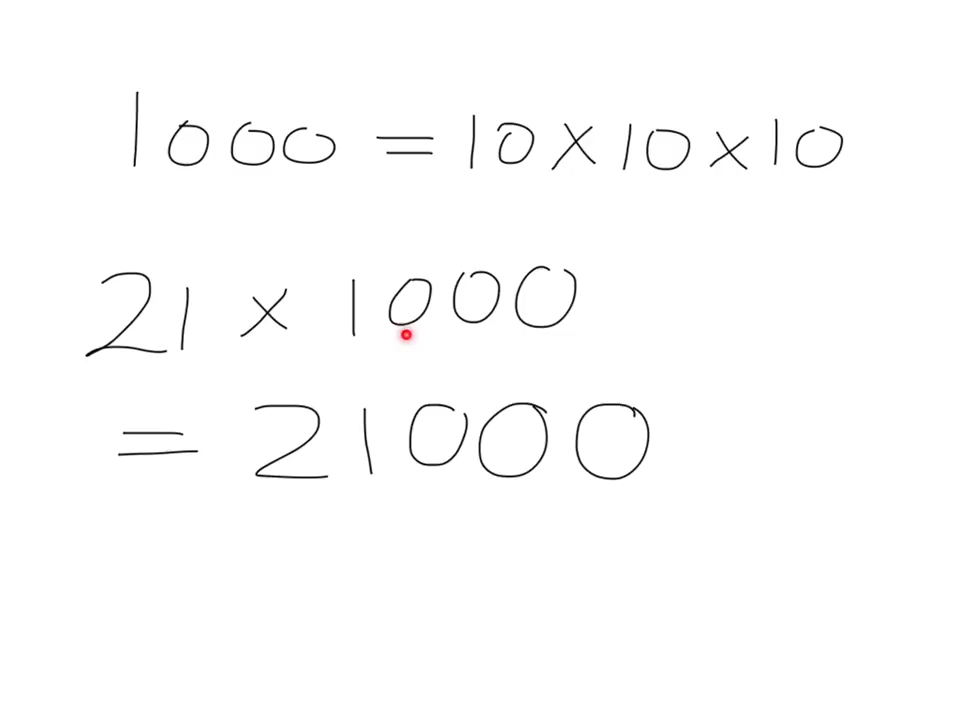 1000 = 10 × 10 × 10
21 × 1000
= 21000